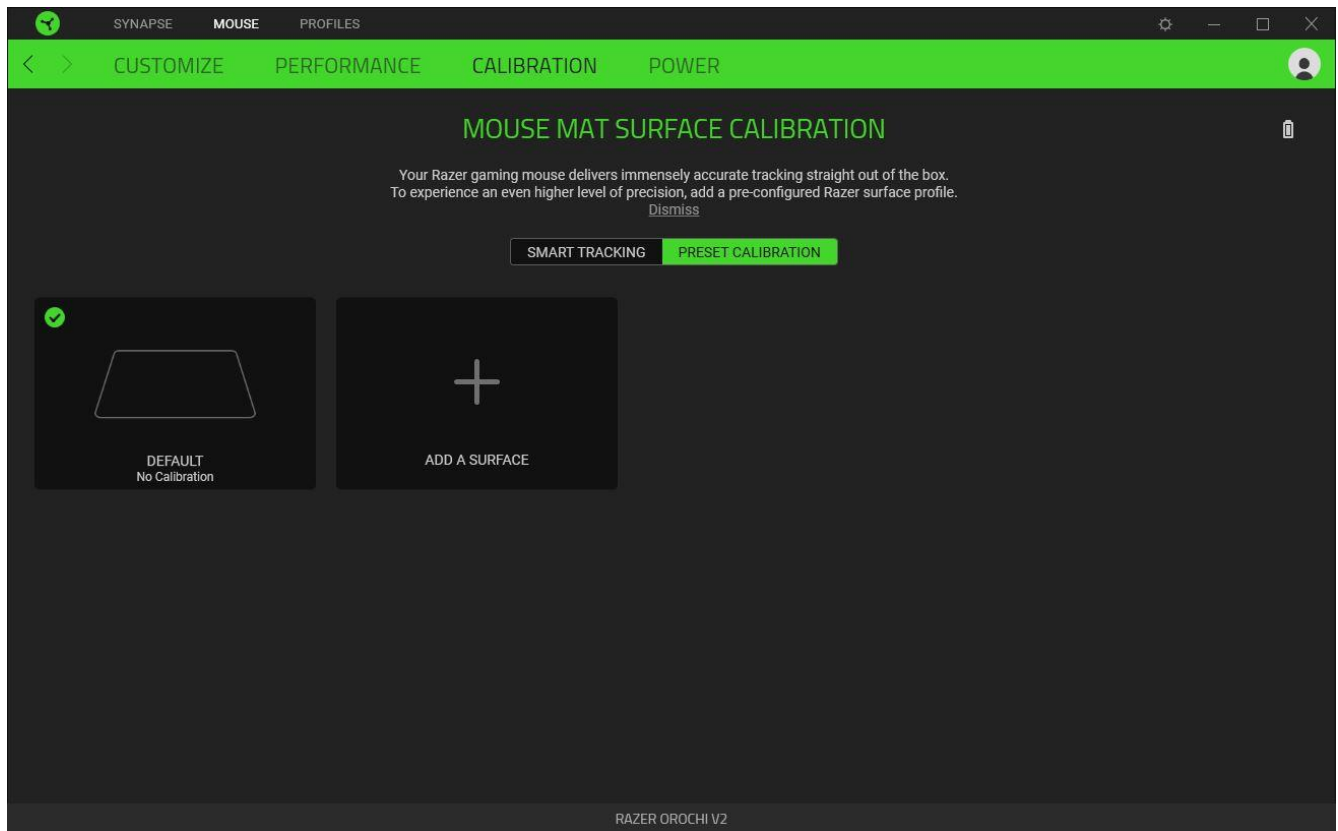 SYNAPSE MOUSE PROFILES
CUSTOMIZE PERFORMANCE CALIBRATION POWER
MOUSE MAT SURFACE CALIBRATION
Your Razer gaming mouse delivers immensely accurate tracking straight out of the box.
To experience an even higher level of precision, add a pre-configured Razer surface profile.
Dismiss
SMART TRACKING PRESET CALIBRATION
DEFAULT
No Calibration
ADD A SURFACE
RAZER OROCHI V2